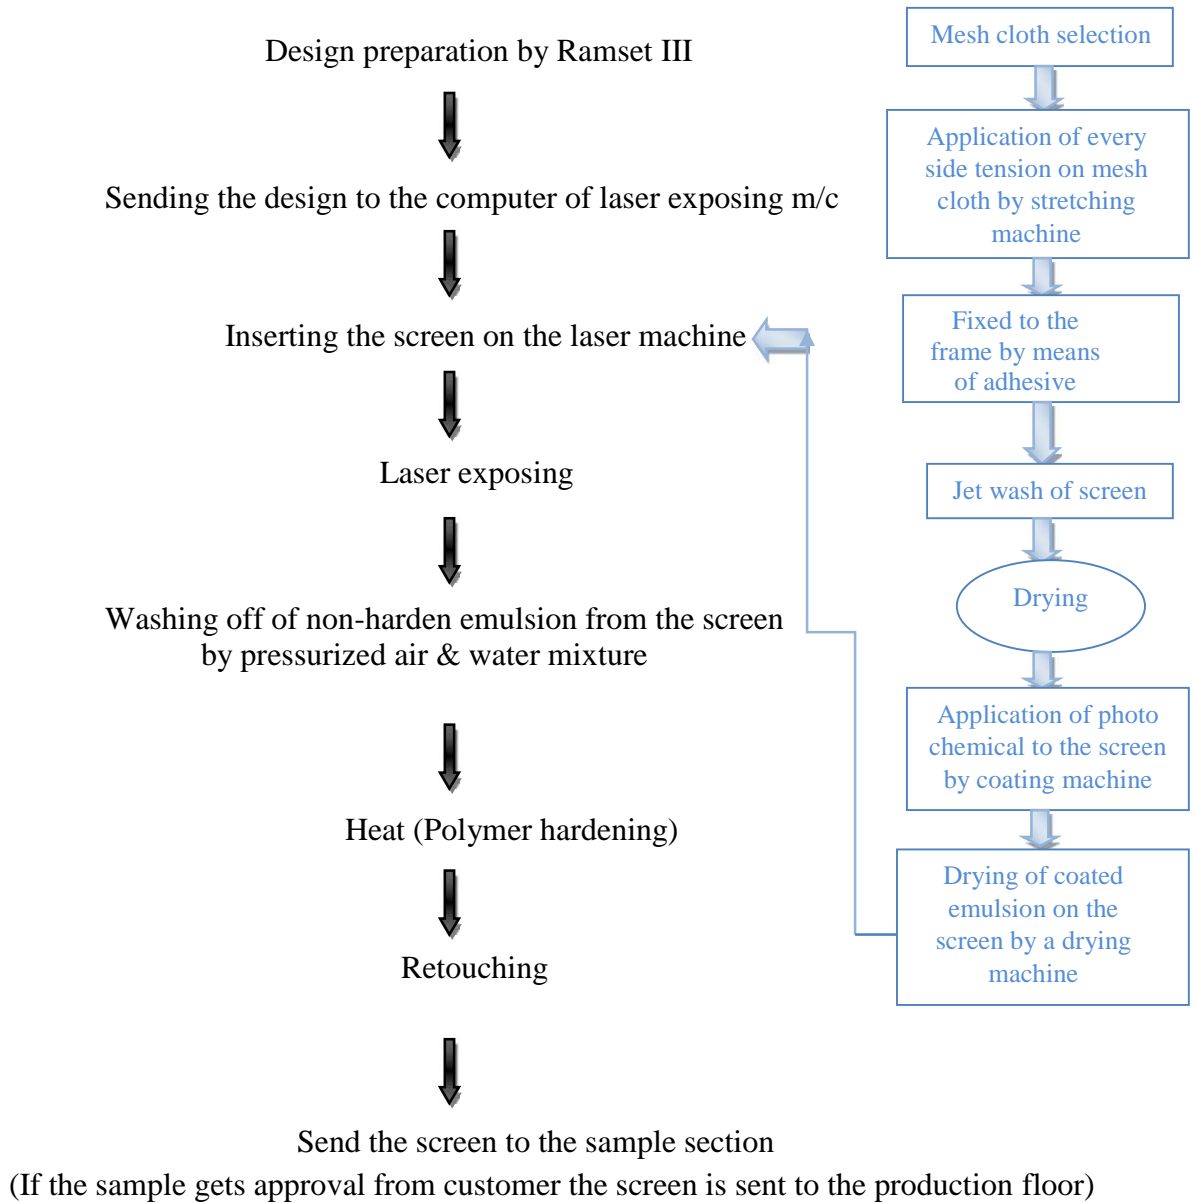 Design preparation by Ramset III
Sending the design to the computer of laser exposing m/c
Inserting the screen on the laser machine
Laser exposing
Washing off of non-harden emulsion from the screen
by pressurized air & water mixture
Heat (Polymer hardening)
Retouching
Send the screen to the sample section
(If the sample gets approval from customer the screen is sent to the production floor)
Mesh cloth selection
Application of every
side tension on mesh
cloth by stretching
machine
Fixed to the
frame by means
of adhesive
Jet wash of screen
Drying
Application of photo
chemical to the screen
by coating machine
Drying of coated
emulsion on the
screen by a drying
machine